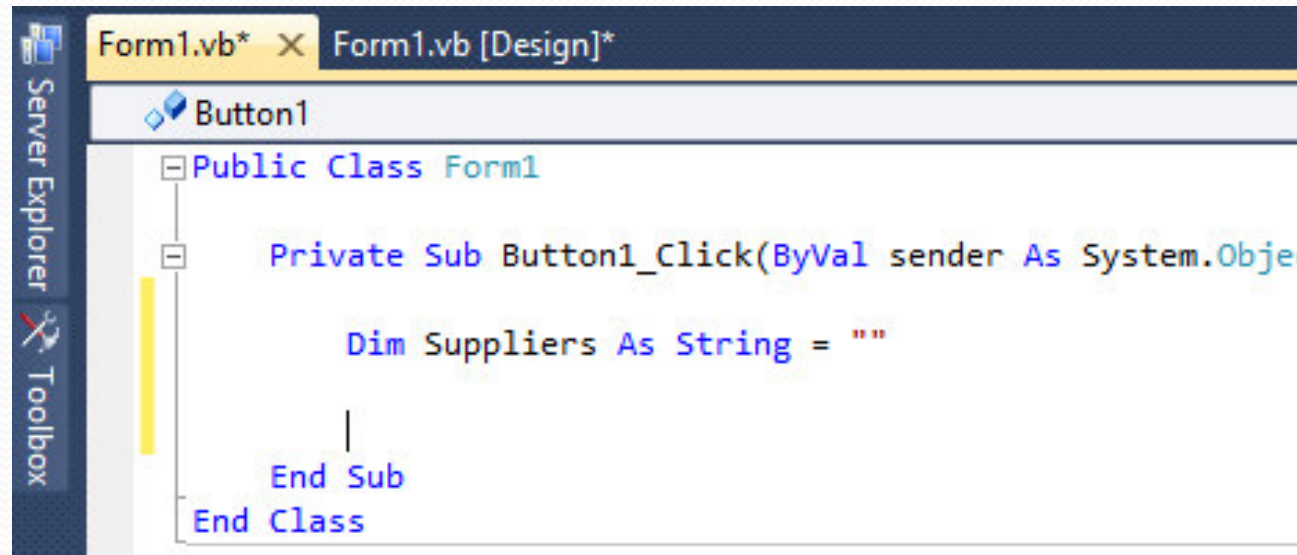 Form1.vb* Form1.vb [Design]*
Server Explorer
Toolbox
Button1
Public Class Form1
Private Sub Button1_Click(ByVal sender As System.Obje
Dim Suppliers As String = ""
End Sub
End Class